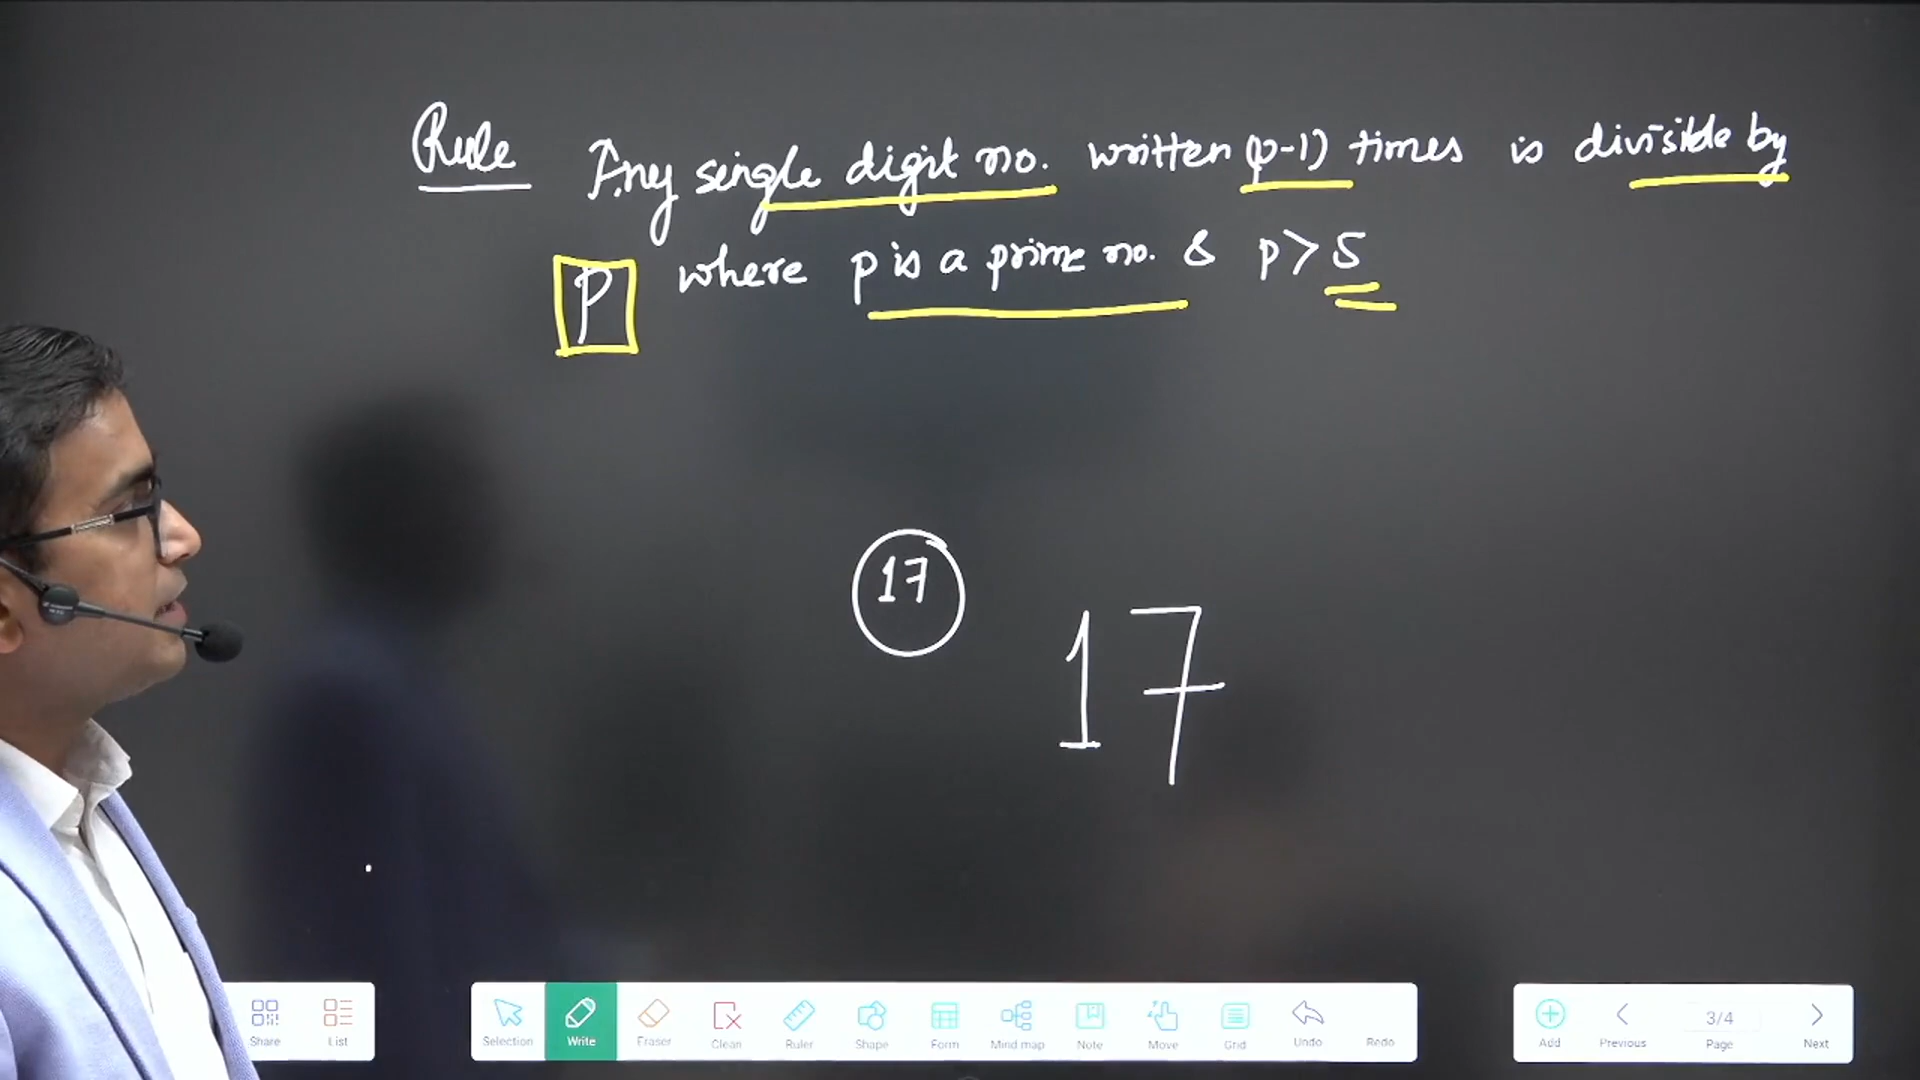 Rule Any single digit no. written (p-1) times is divisible by
P where p is a prime no. & p > 5
17
17
Share List Selection Write Eraser Clean Ruler Shape Form Mind map Note Move Grid Undo Redo Add Previous 3/4 Page Next